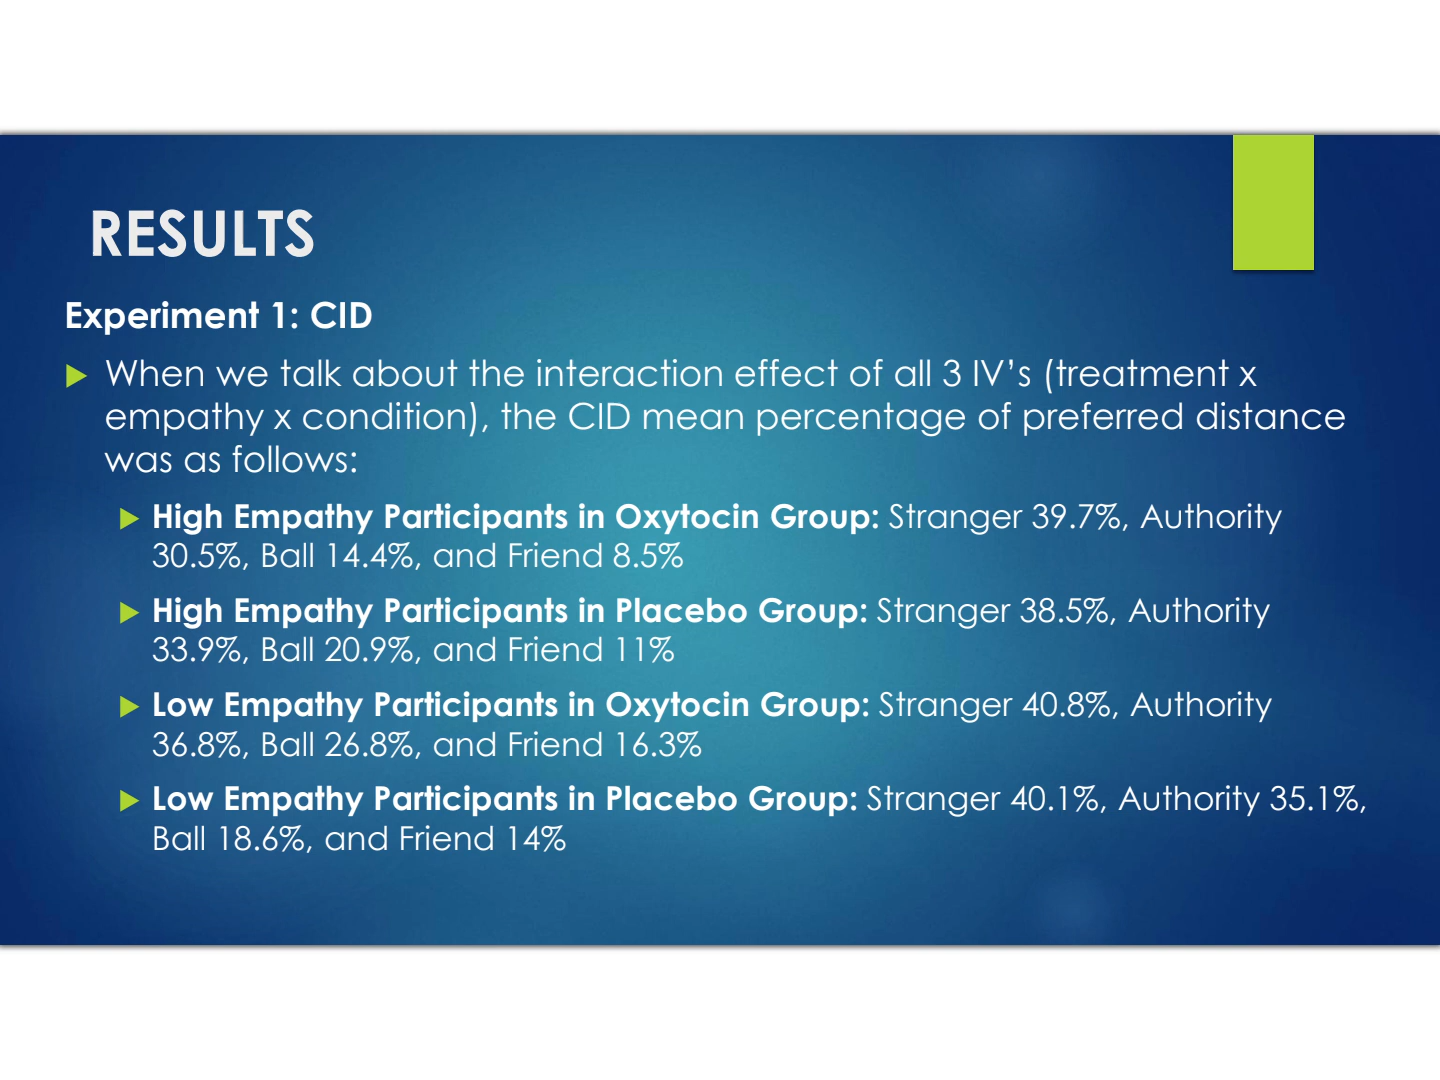 RESULTS
Experiment 1: CID
When we talk about the interaction effect of all 3 IV’s (treatment x
empathy x condition), the CID mean percentage of preferred distance
was as follows:
High Empathy Participants in Oxytocin Group: Stranger 39.7%, Authority
30.5%, Ball 14.4%, and Friend 8.5%
High Empathy Participants in Placebo Group: Stranger 38.5%, Authority
33.9%, Ball 20.9%, and Friend 11%
Low Empathy Participants in Oxytocin Group: Stranger 40.8%, Authority
36.8%, Ball 26.8%, and Friend 16.3%
Low Empathy Participants in Placebo Group: Stranger 40.1%, Authority 35.1%,
Ball 18.6%, and Friend 14%